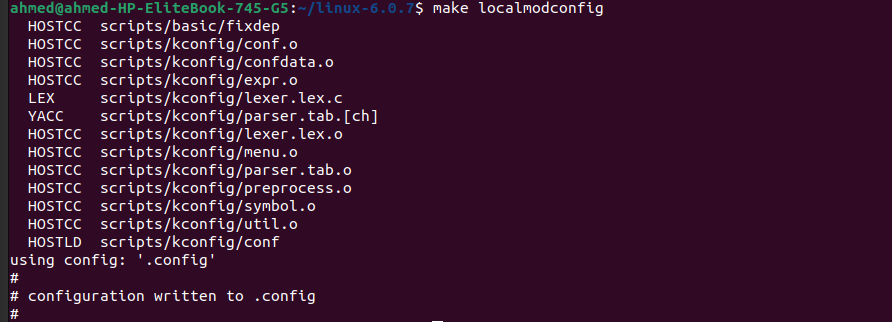 ahmed@ahmed-HP-EliteBook-745-G5:~/linux-6.0.7$ make localmodconfig
HOSTCC scripts/basic/fixdep
HOSTCC scripts/kconfig/conf.o
HOSTCC scripts/kconfig/confdata.o
HOSTCC scripts/kconfig/expr.o
LEX scripts/kconfig/lexer.lex.c
YACC scripts/kconfig/parser.tab.[ch]
HOSTCC scripts/kconfig/lexer.lex.o
HOSTCC scripts/kconfig/menu.o
HOSTCC scripts/kconfig/parser.tab.o
HOSTCC scripts/kconfig/preprocess.o
HOSTCC scripts/kconfig/symbol.o
HOSTCC scripts/kconfig/util.o
HOSTLD scripts/kconfig/conf
using config: '.config'
#
# configuration written to .config
#